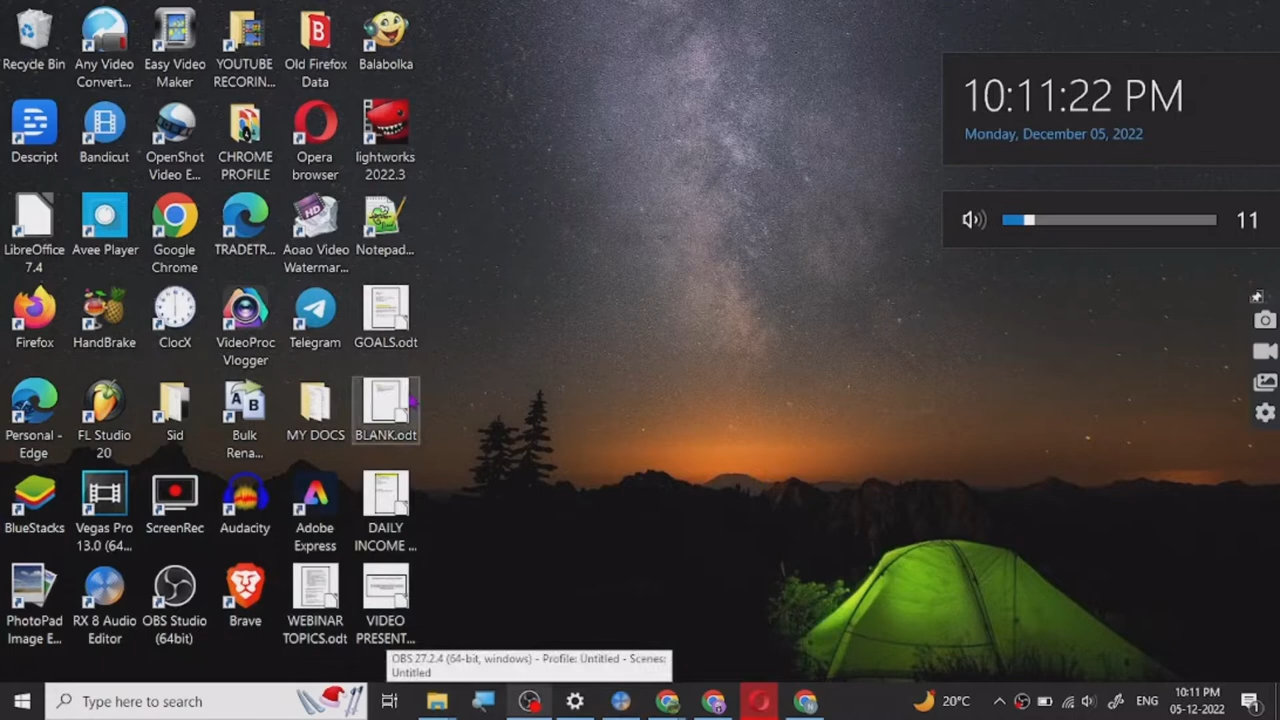 Recycle Bin
Any Video
Convert...
Easy Video
Maker
YOUTUBE
RECORIN...
Old Firefox
Data
Balabolka
Descript
Bandicut
OpenShot
Video E...
CHROME
PROFILE
Opera
browser
lightworks
2022.3
LibreOffice
7.4
Avee Player
Google
Chrome
TRADETR...
Aoao Video
Watermar...
Notepad...
Firefox
HandBrake
ClocX
VideoProc
Vlogger
Telegram
GOALS.odt
Personal -
Edge
FL Studio
20
Sid
Bulk
Rena...
MY DOCS
BLANK.odt
BlueStacks
Vegas Pro
13.0 (64...
ScreenRec
Audacity
Adobe
Express
DAILY
INCOME ...
PhotoPad
Image E...
RX 8 Audio
Editor
OBS Studio
(64bit)
Brave
WEBINAR
TOPICS.odt
VIDEO
PRESENT...
10:11:22 PM
Monday, December 05, 2022
11
OBS 27.2.4 (64-bit, windows) - Profile: Untitled - Scenes:
Untitled
Type here to search
20°C
ENG
10:11 PM
05-12-2022